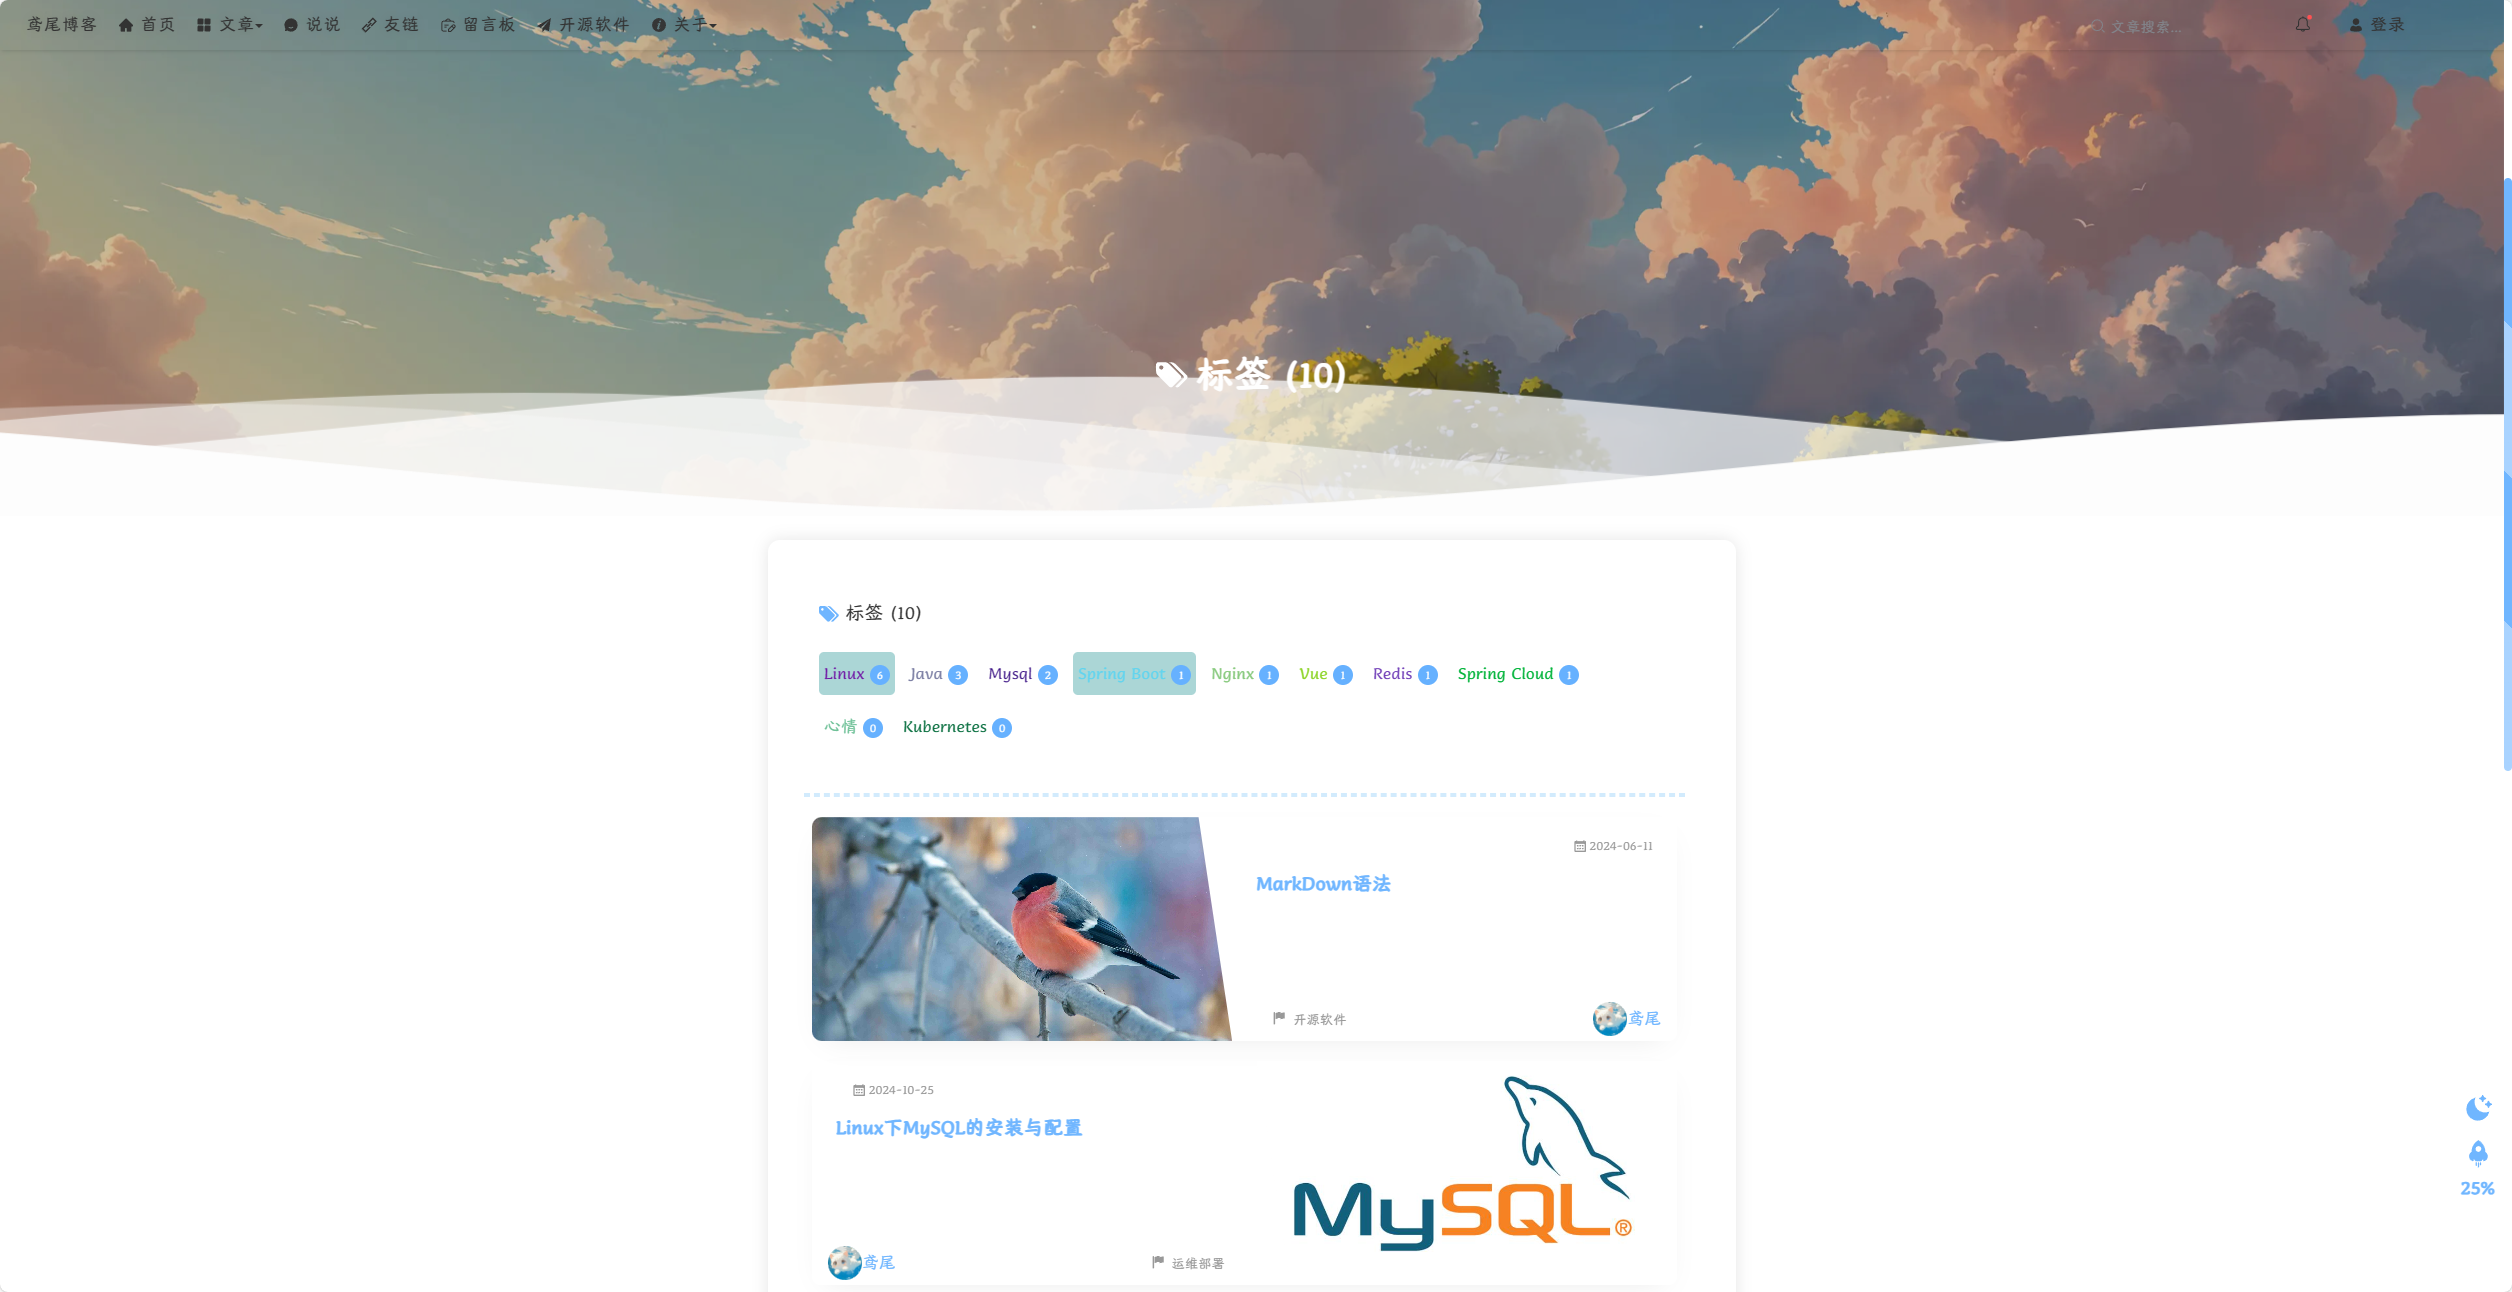 鸢尾博客 首页 文章 说说 友链 留言板 开源软件 关于 文章搜索... 登录
标签 (10)
标签 (10)
Linux 6 Java 3 Mysql 2 Spring Boot 1 Nginx 1 Vue 1 Redis 1 Spring Cloud 1
心情 0 Kubernetes 0
2024-06-11
MarkDown语法
开源软件 鸢尾
2024-10-25
Linux下MySQL的安装与配置
MySQL®
鸢尾 运维部署
25%